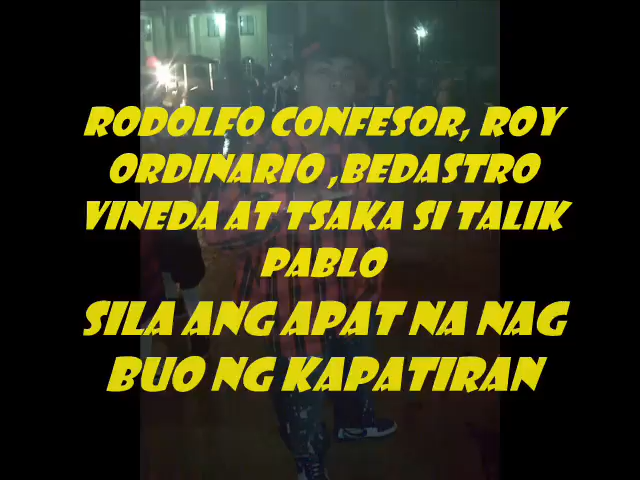 RODOLFO CONFESOR, ROY
ORDINARIO ,BEDASTRO
VINEDA AT TSAKA SI TALIK
PABLO
SILA ANG APAT NA NAG
BUO NG KAPATIRAN